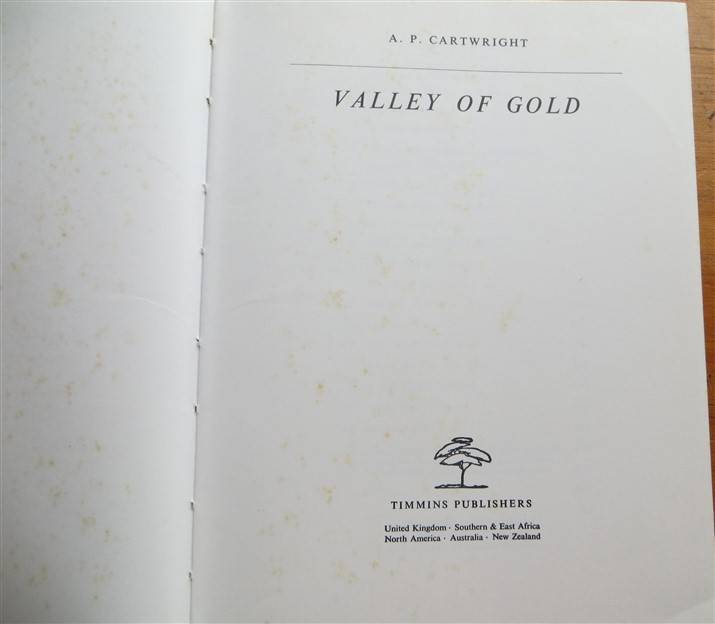 A. P. CARTWRIGHT
VALLEY OF GOLD
TIMMINS PUBLISHERS
United Kingdom · Southern & East Africa
North America · Australia · New Zealand